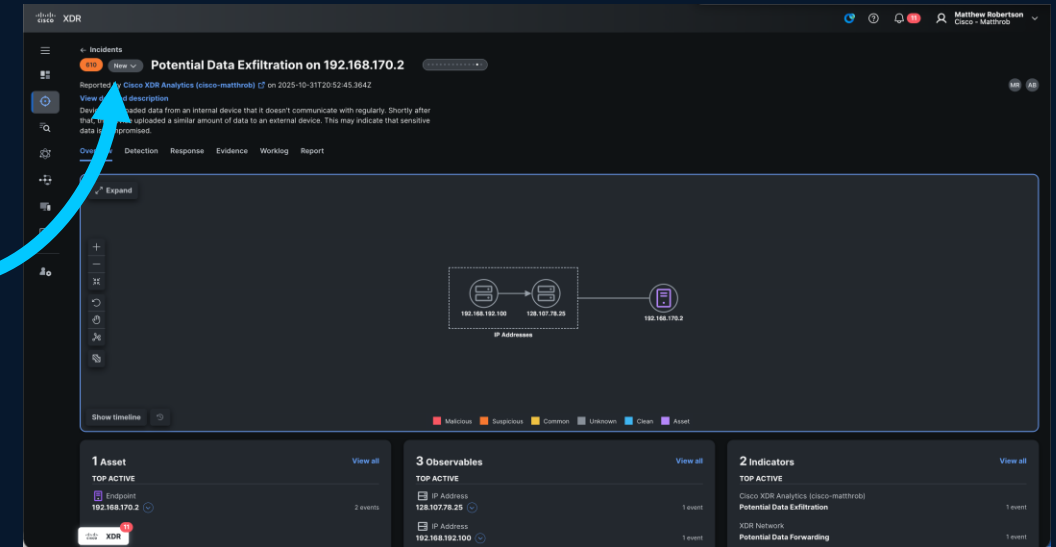 CISCO XDR
11
Matthew Robertson
Cisco - Matthrob
← Incidents
610 New Potential Data Exfiltration on 192.168.170.2
Reported by Cisco XDR Analytics (cisco-matthrob) on 2025-10-31T20:52:45.364Z
MR AB
View description
data from an internal device that it doesn't communicate with regularly. Shortly after
uploaded a similar amount of data to an external device. This may indicate that sensitive
data is compromised.
Overview Detection Response Evidence Worklog Report
Expand
192.168.192.100 128.107.78.25 192.168.170.2
IP Addresses
Show timeline
Malicious Suspicious Common Unknown Clean Asset
1 Asset View all
TOP ACTIVE
Endpoint
192.168.170.2 2 events
CISCO XDR 11
3 Observables View all
TOP ACTIVE
IP Address
128.107.78.25 1 event
IP Address
192.168.192.100 1 event
2 Indicators View all
TOP ACTIVE
Cisco XDR Analytics (cisco-matthrob)
Potential Data Exfiltration 1 event
XDR Network
Potential Data Forwarding 1 event